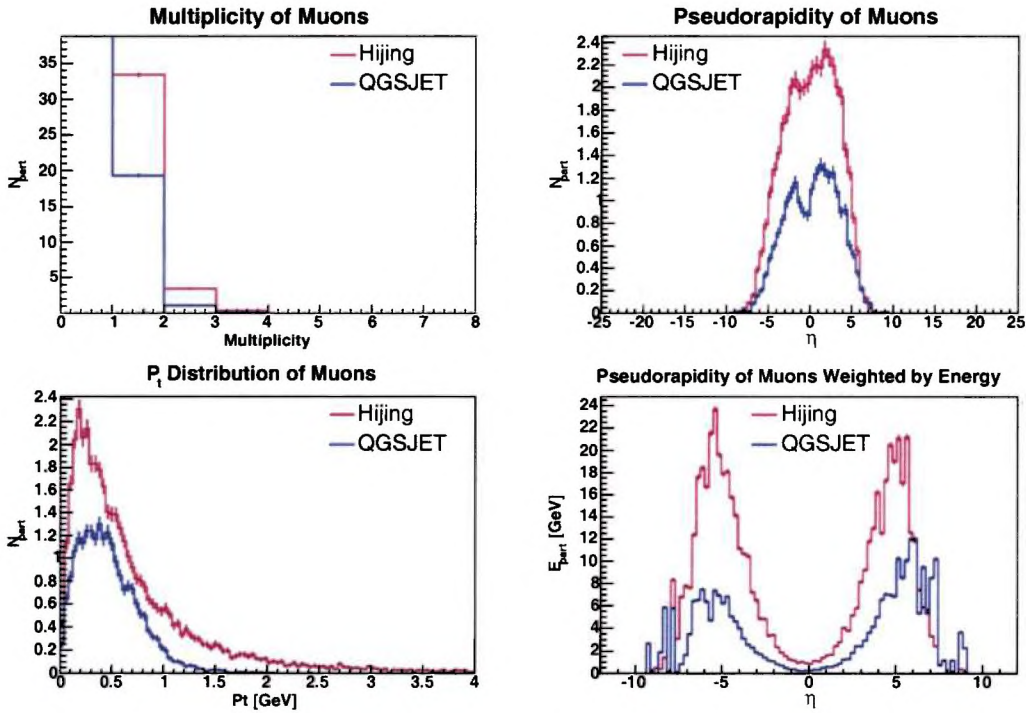 Multiplicity of Muons
N_part
35
30
25
20
15
10
5
0 1 2 3 4 5 6 7 8
Multiplicity
Hijing
QGSJET
Pseudorapidity of Muons
N_part
2.4
2.2
2
1.8
1.6
1.4
1.2
1
0.8
0.6
0.4
0.2
0
-25 -20 -15 -10 -5 0 5 10 15 20 25
η
Hijing
QGSJET
P_t Distribution of Muons
N_part
2.4
2.2
2
1.8
1.6
1.4
1.2
1
0.8
0.6
0.4
0.2
0
0 0.5 1 1.5 2 2.5 3 3.5 4
Pt [GeV]
Hijing
QGSJET
Pseudorapidity of Muons Weighted by Energy
E_part [GeV]
24
22
20
18
16
14
12
10
8
6
4
2
0
-10 -5 0 5 10
η
Hijing
QGSJET